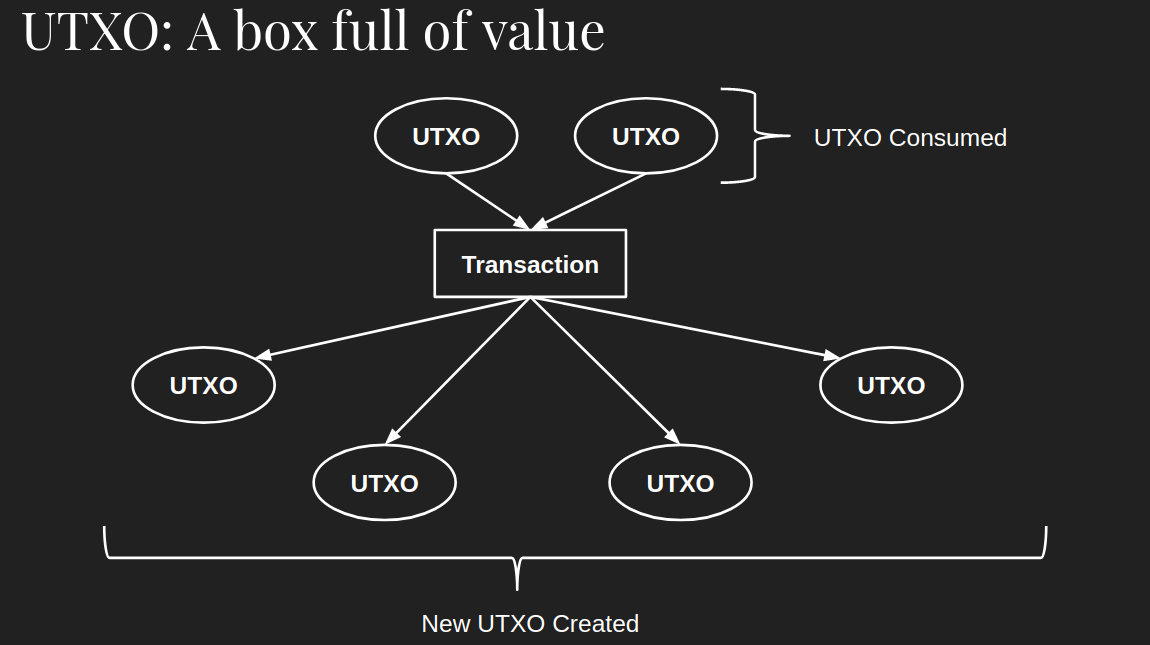 UTXO: A box full of value
UTXO
UTXO
UTXO Consumed
Transaction
UTXO
UTXO
UTXO
UTXO
New UTXO Created